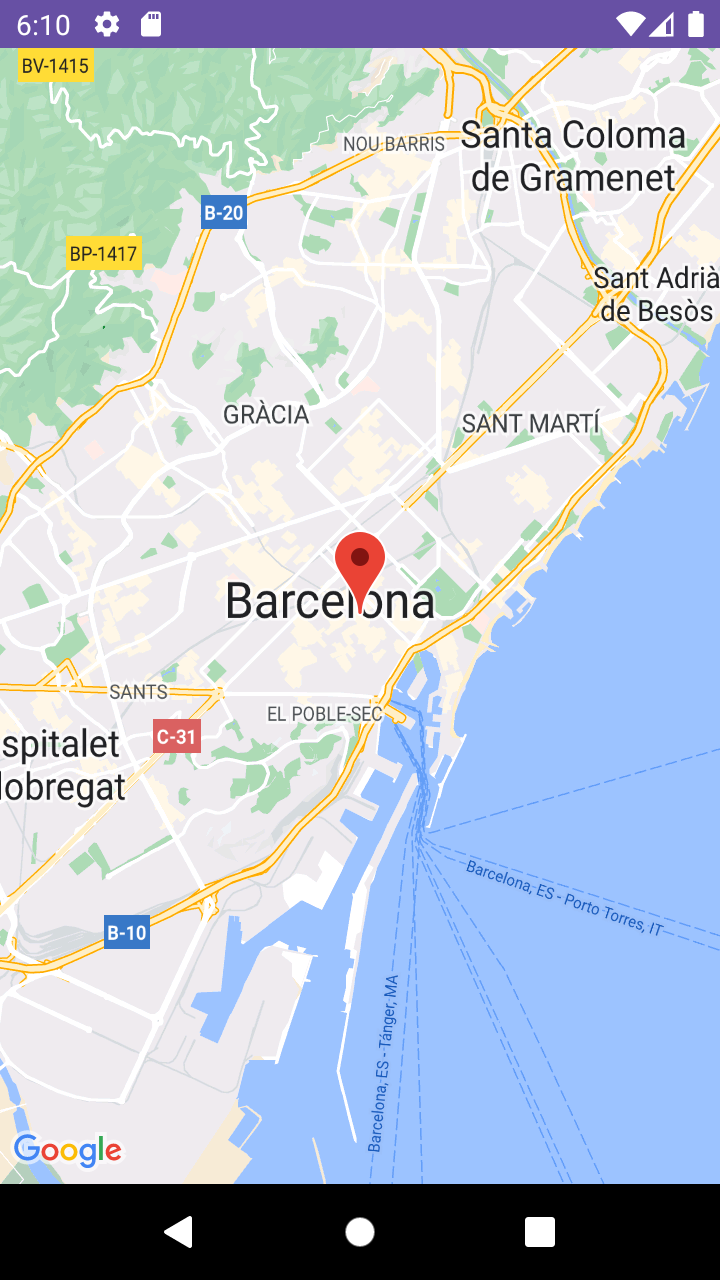 6:10
BV-1415
NOU BARRIS
Santa Coloma
de Gramenet
B-20
BP-1417
Sant Adrià
de Besòs
GRÀCIA
SANT MARTÍ
Barcelona
SANTS
EL POBLE-SEC
C-31
spitalet
lobregat
Barcelona, ES - Porto Torres, IT
B-10
Barcelona, ES - Tánger, MA
Google